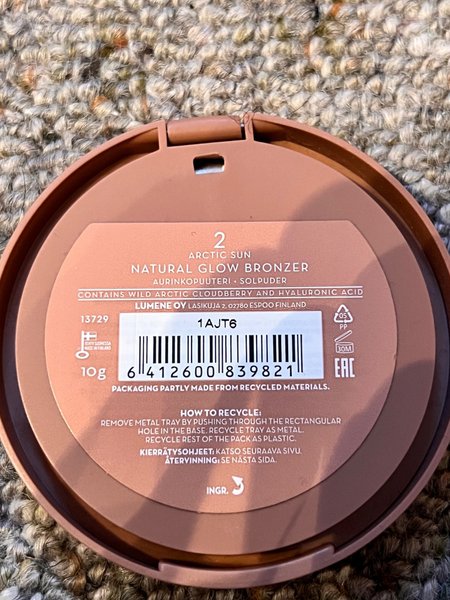 2
ARCTIC SUN
NATURAL GLOW BRONZER
AURINKOPUUTERI • SOLPUDER
CONTAINS WILD ARCTIC CLOUDBERRY AND HYALURONIC ACID
LUMENE OY LASIKUJA 2, 02780 ESPOO FINLAND
13729
1AJT6
05
PP
MADE IN FINLAND
30M
10g
6 412600 839821
EAC
PACKAGING PARTLY MADE FROM RECYCLED MATERIALS.
HOW TO RECYCLE:
REMOVE METAL TRAY BY PUSHING THROUGH THE RECTANGULAR
HOLE IN THE BASE. RECYCLE TRAY AS METAL.
RECYCLE REST OF THE PACK AS PLASTIC.
KIERRÄTYSOHJEET: KATSO SEURAAVA SIVU.
ÅTERVINNING: SE NÄSTA SIDA.
INGR.